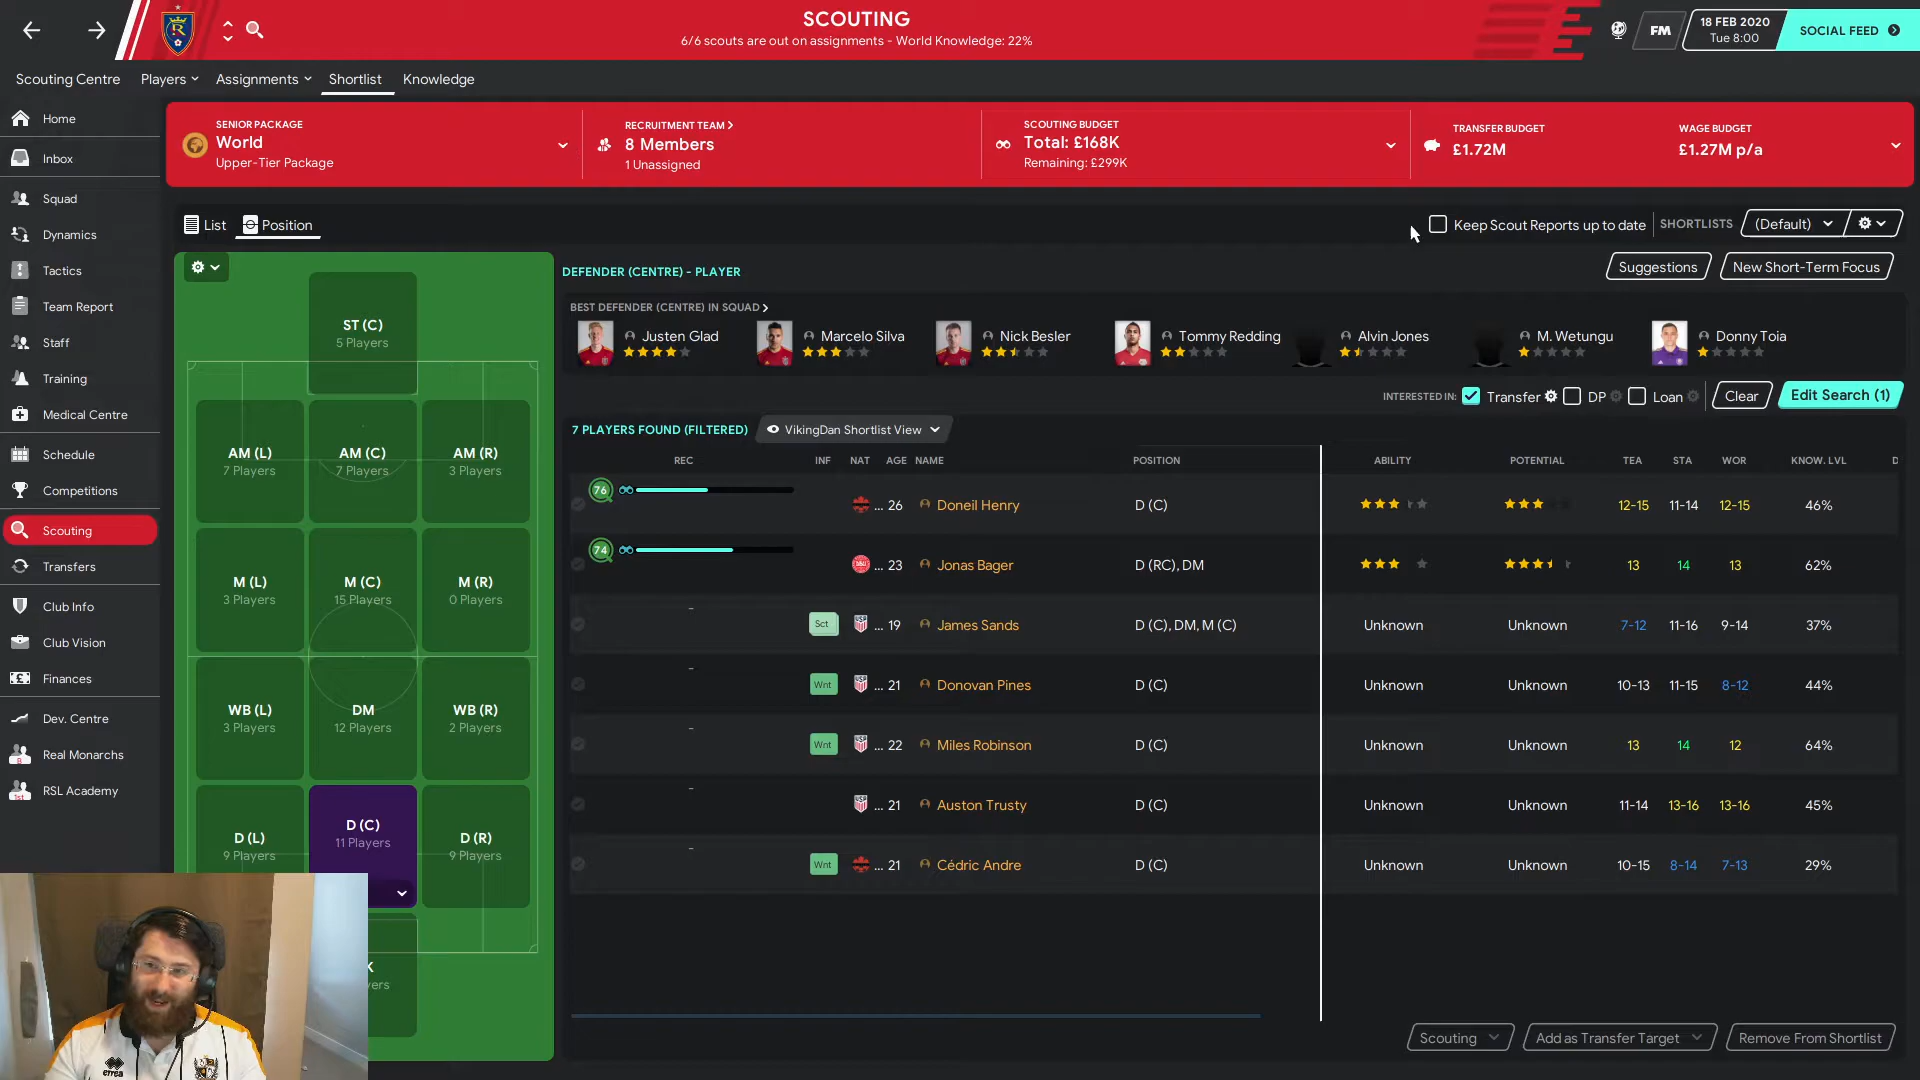 SCOUTING
6/6 scouts are out on assignments - World Knowledge: 22%
FM
18 FEB 2020
Tue 8:00
SOCIAL FEED
Scouting Centre Players Assignments Shortlist Knowledge
Home
Inbox
Squad
Dynamics
Tactics
Team Report
Staff
Training
Medical Centre
Schedule
Competitions
Scouting
Transfers
Club Info
Club Vision
Finances
Dev. Centre
Real Monarchs
RSL Academy
SENIOR PACKAGE
World
Upper-Tier Package
RECRUITMENT TEAM
8 Members
1 Unassigned
SCOUTING BUDGET
Total: £168K
Remaining: £299K
TRANSFER BUDGET
£1.72M
WAGE BUDGET
£1.27M p/a
List Position
Keep Scout Reports up to date SHORTLISTS (Default)
ST (C)
5 Players
AM (L)
7 Players
AM (C)
7 Players
AM (R)
3 Players
M (L)
3 Players
M (C)
15 Players
M (R)
0 Players
WB (L)
3 Players
DM
12 Players
WB (R)
2 Players
D (L)
9 Players
D (C)
11 Players
D (R)
9 Players
DEFENDER (CENTRE) - PLAYER
Suggestions New Short-Term Focus
BEST DEFENDER (CENTRE) IN SQUAD
Justen Glad Marcelo Silva Nick Besler Tommy Redding Alvin Jones M. Wetungu Donny Toia
INTERESTED IN: Transfer DP Loan Clear Edit Search (1)
7 PLAYERS FOUND (FILTERED) VikingDan Shortlist View
REC INF NAT AGE NAME POSITION ABILITY POTENTIAL TEA STA WOR KNOW. LVL D
76 ... 26 Doneil Henry D (C) 12-15 11-14 12-15 46%
74 ... 23 Jonas Bager D (RC), DM 13 14 13 62%
- Sct ... 19 James Sands D (C), DM, M (C) Unknown Unknown 7-12 11-16 9-14 37%
- Wnt ... 21 Donovan Pines D (C) Unknown Unknown 10-13 11-15 8-12 44%
- Wnt ... 22 Miles Robinson D (C) Unknown Unknown 13 14 12 64%
- ... 21 Auston Trusty D (C) Unknown Unknown 11-14 13-16 13-16 45%
- Wnt ... 21 Cédric Andre D (C) Unknown Unknown 10-15 8-14 7-13 29%
Scouting Add as Transfer Target Remove From Shortlist
errea